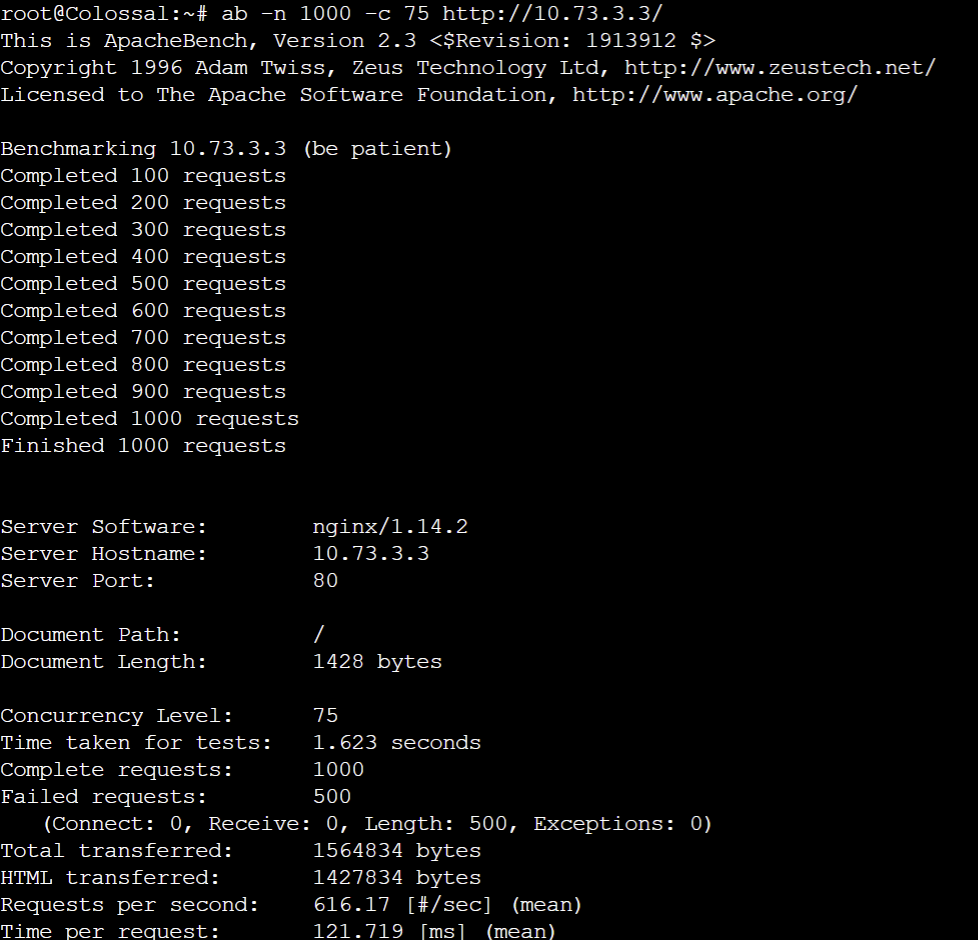 root@Colossal:~# ab -n 1000 -c 75 http://10.73.3.3/
This is ApacheBench, Version 2.3 <$Revision: 1913912 $>
Copyright 1996 Adam Twiss, Zeus Technology Ltd, http://www.zeustech.net/
Licensed to The Apache Software Foundation, http://www.apache.org/

Benchmarking 10.73.3.3 (be patient)
Completed 100 requests
Completed 200 requests
Completed 300 requests
Completed 400 requests
Completed 500 requests
Completed 600 requests
Completed 700 requests
Completed 800 requests
Completed 900 requests
Completed 1000 requests
Finished 1000 requests


Server Software:        nginx/1.14.2
Server Hostname:        10.73.3.3
Server Port:            80

Document Path:          /
Document Length:        1428 bytes

Concurrency Level:      75
Time taken for tests:   1.623 seconds
Complete requests:      1000
Failed requests:        500
   (Connect: 0, Receive: 0, Length: 500, Exceptions: 0)
Total transferred:      1564834 bytes
HTML transferred:       1427834 bytes
Requests per second:    616.17 [#/sec] (mean)
Time per request:       121.719 [ms] (mean)